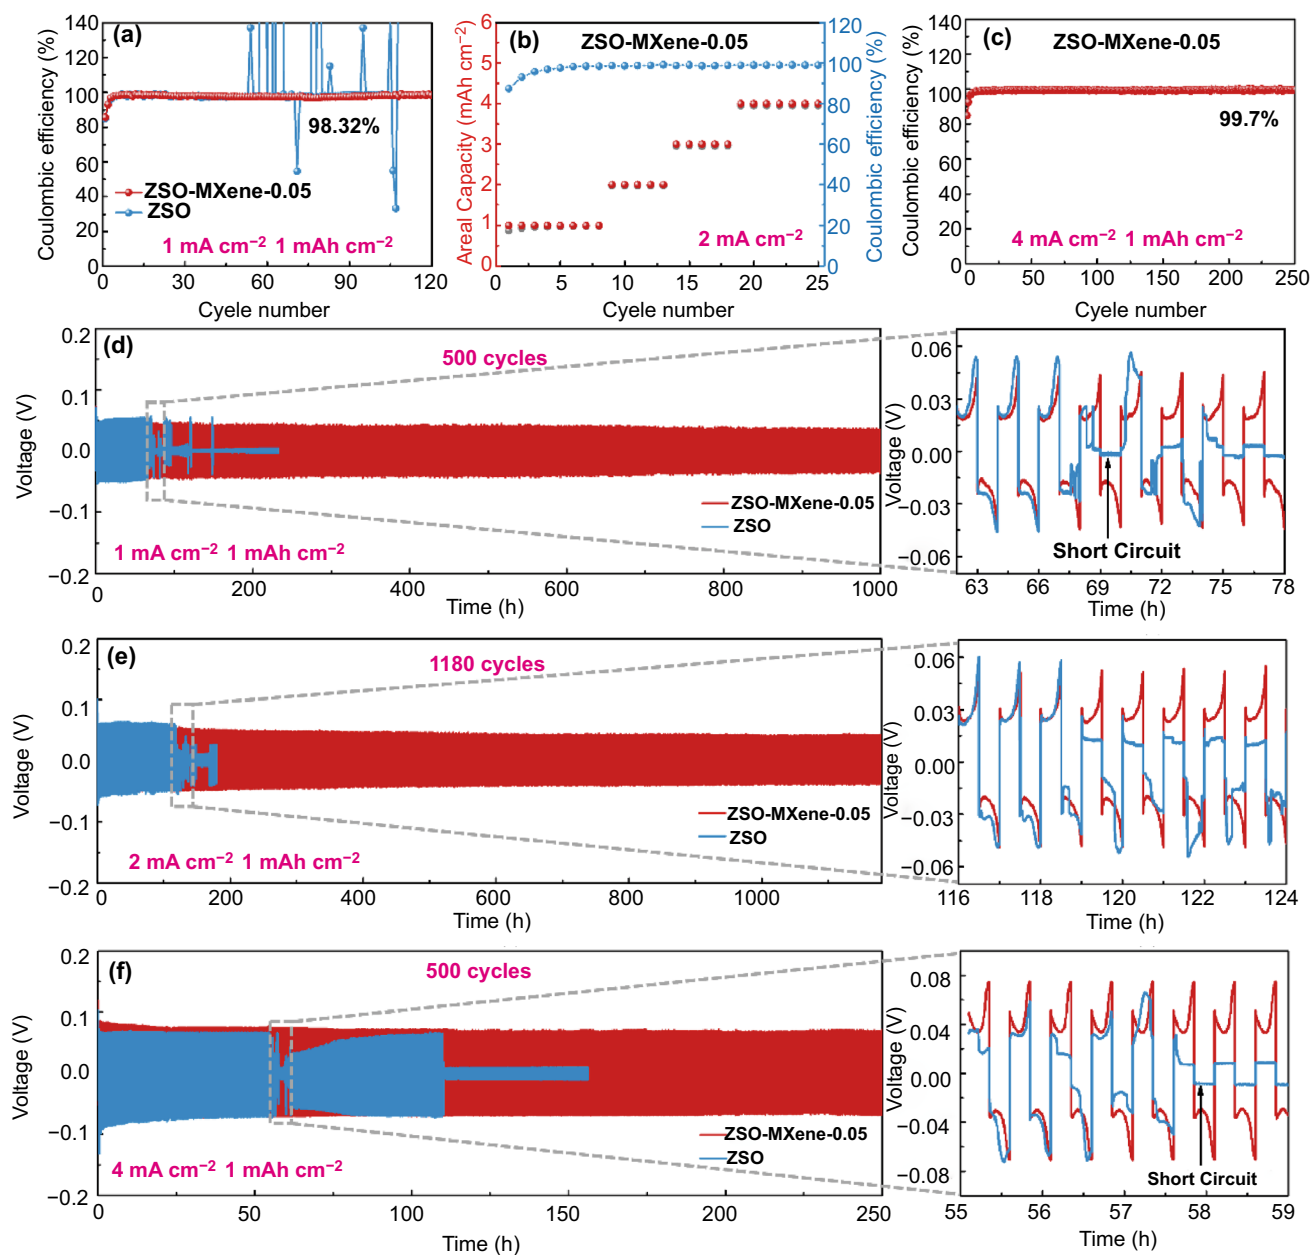 (a)
Coulombic efficiency (%)
140
120
100
80
60
40
20
0
98.32%
ZSO-MXene-0.05
ZSO
1 mA cm−2 1 mAh cm−2
0 30 60 90 120
Cyele number
(b)
ZSO-MXene-0.05
Areal Capacity (mAh cm−2)
6
5
4
3
2
1
0
Coulombic efficiency (%)
120
100
80
60
40
20
0
2 mA cm−2
0 5 10 15 20 25
Cyele number
(c)
ZSO-MXene-0.05
Coulombic efficiency (%)
140
120
100
80
60
40
20
0
99.7%
4 mA cm−2 1 mAh cm−2
0 50 100 150 200 250
Cyele number
(d)
500 cycles
Voltage (V)
0.2
0.1
0.0
−0.1
−0.2
ZSO-MXene-0.05
ZSO
1 mA cm−2 1 mAh cm−2
0 200 400 600 800 1000
Time (h)
Voltage (V)
0.06
0.03
0.00
−0.03
−0.06
Short Circuit
63 66 69 72 75 78
Time (h)
(e)
1180 cycles
Voltage (V)
0.2
0.1
0.0
−0.1
−0.2
ZSO-MXene-0.05
ZSO
2 mA cm−2 1 mAh cm−2
0 200 400 600 800 1000
Time (h)
Voltage (V)
0.06
0.03
0.00
−0.03
−0.06
116 118 120 122 124
Time (h)
(f)
500 cycles
Voltage (V)
0.2
0.1
0.0
−0.1
−0.2
ZSO-MXene-0.05
ZSO
4 mA cm−2 1 mAh cm−2
0 50 100 150 200 250
Time (h)
Voltage (V)
0.08
0.04
0.00
−0.04
−0.08
Short Circuit
55 56 57 58 59
Time (h)